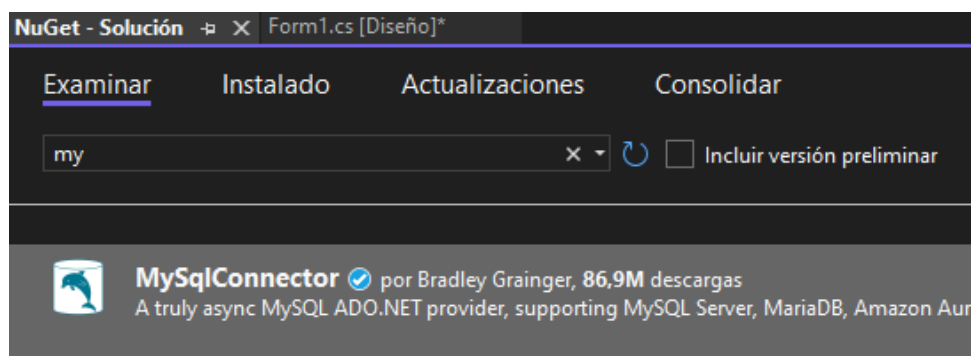 NuGet - Solución Form1.cs [Diseño]*
Examinar Instalado Actualizaciones Consolidar
my Incluir versión preliminar
MySqlConnector por Bradley Grainger, 86,9M descargas
A truly async MySQL ADO.NET provider, supporting MySQL Server, MariaDB, Amazon Aur